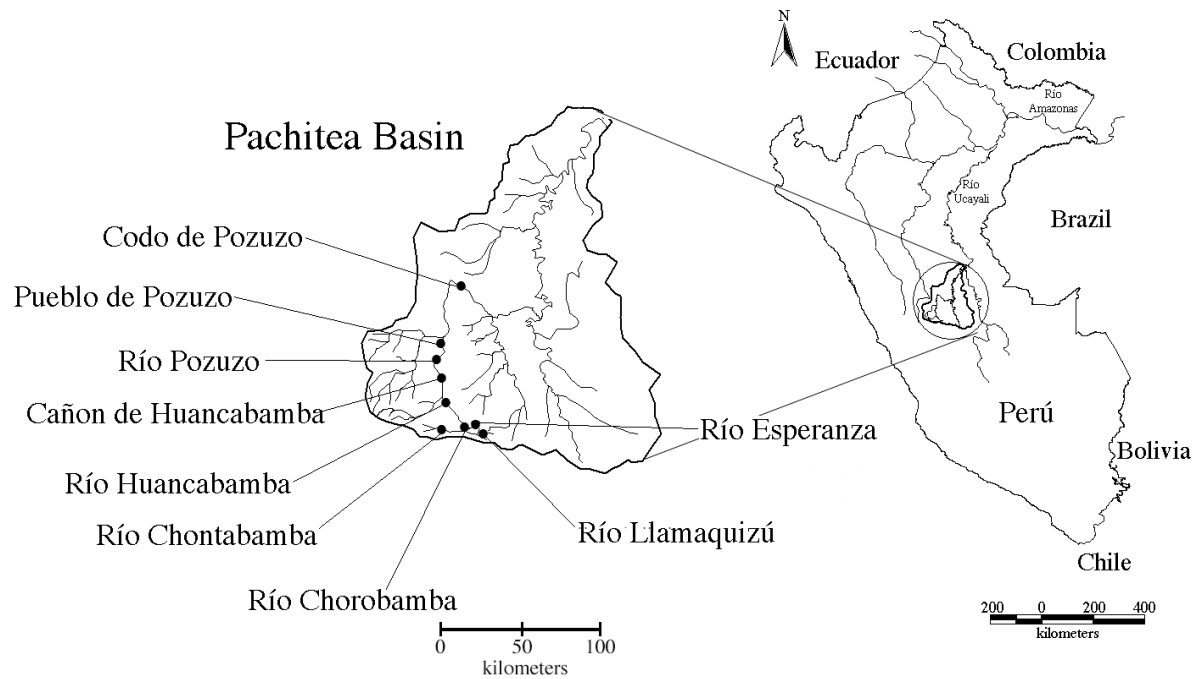 N
Colombia
Ecuador
Río
Amazonas
Pachitea Basin
Río
Ucayali
Brazil
Codo de Pozuzo
Pueblo de Pozuzo
Río Pozuzo
Cañon de Huancabamba
Perú
Río Esperanza
Bolivia
Río Huancabamba
Río Chontabamba
Río Llamaquizú
Chile
Río Chorobamba
200 0 200 400
kilometers
0 50 100
kilometers